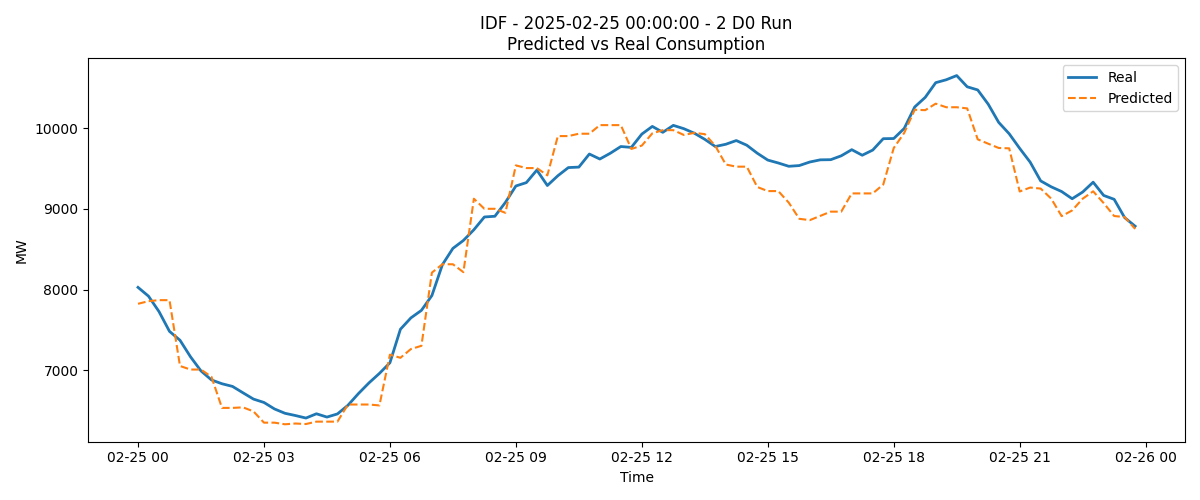 IDF - 2025-02-25 00:00:00 - 2 D0 Run
Predicted vs Real Consumption
Real
Predicted
MW
10000
9000
8000
7000
02-25 00
02-25 03
02-25 06
02-25 09
02-25 12
02-25 15
02-25 18
02-25 21
02-26 00
Time